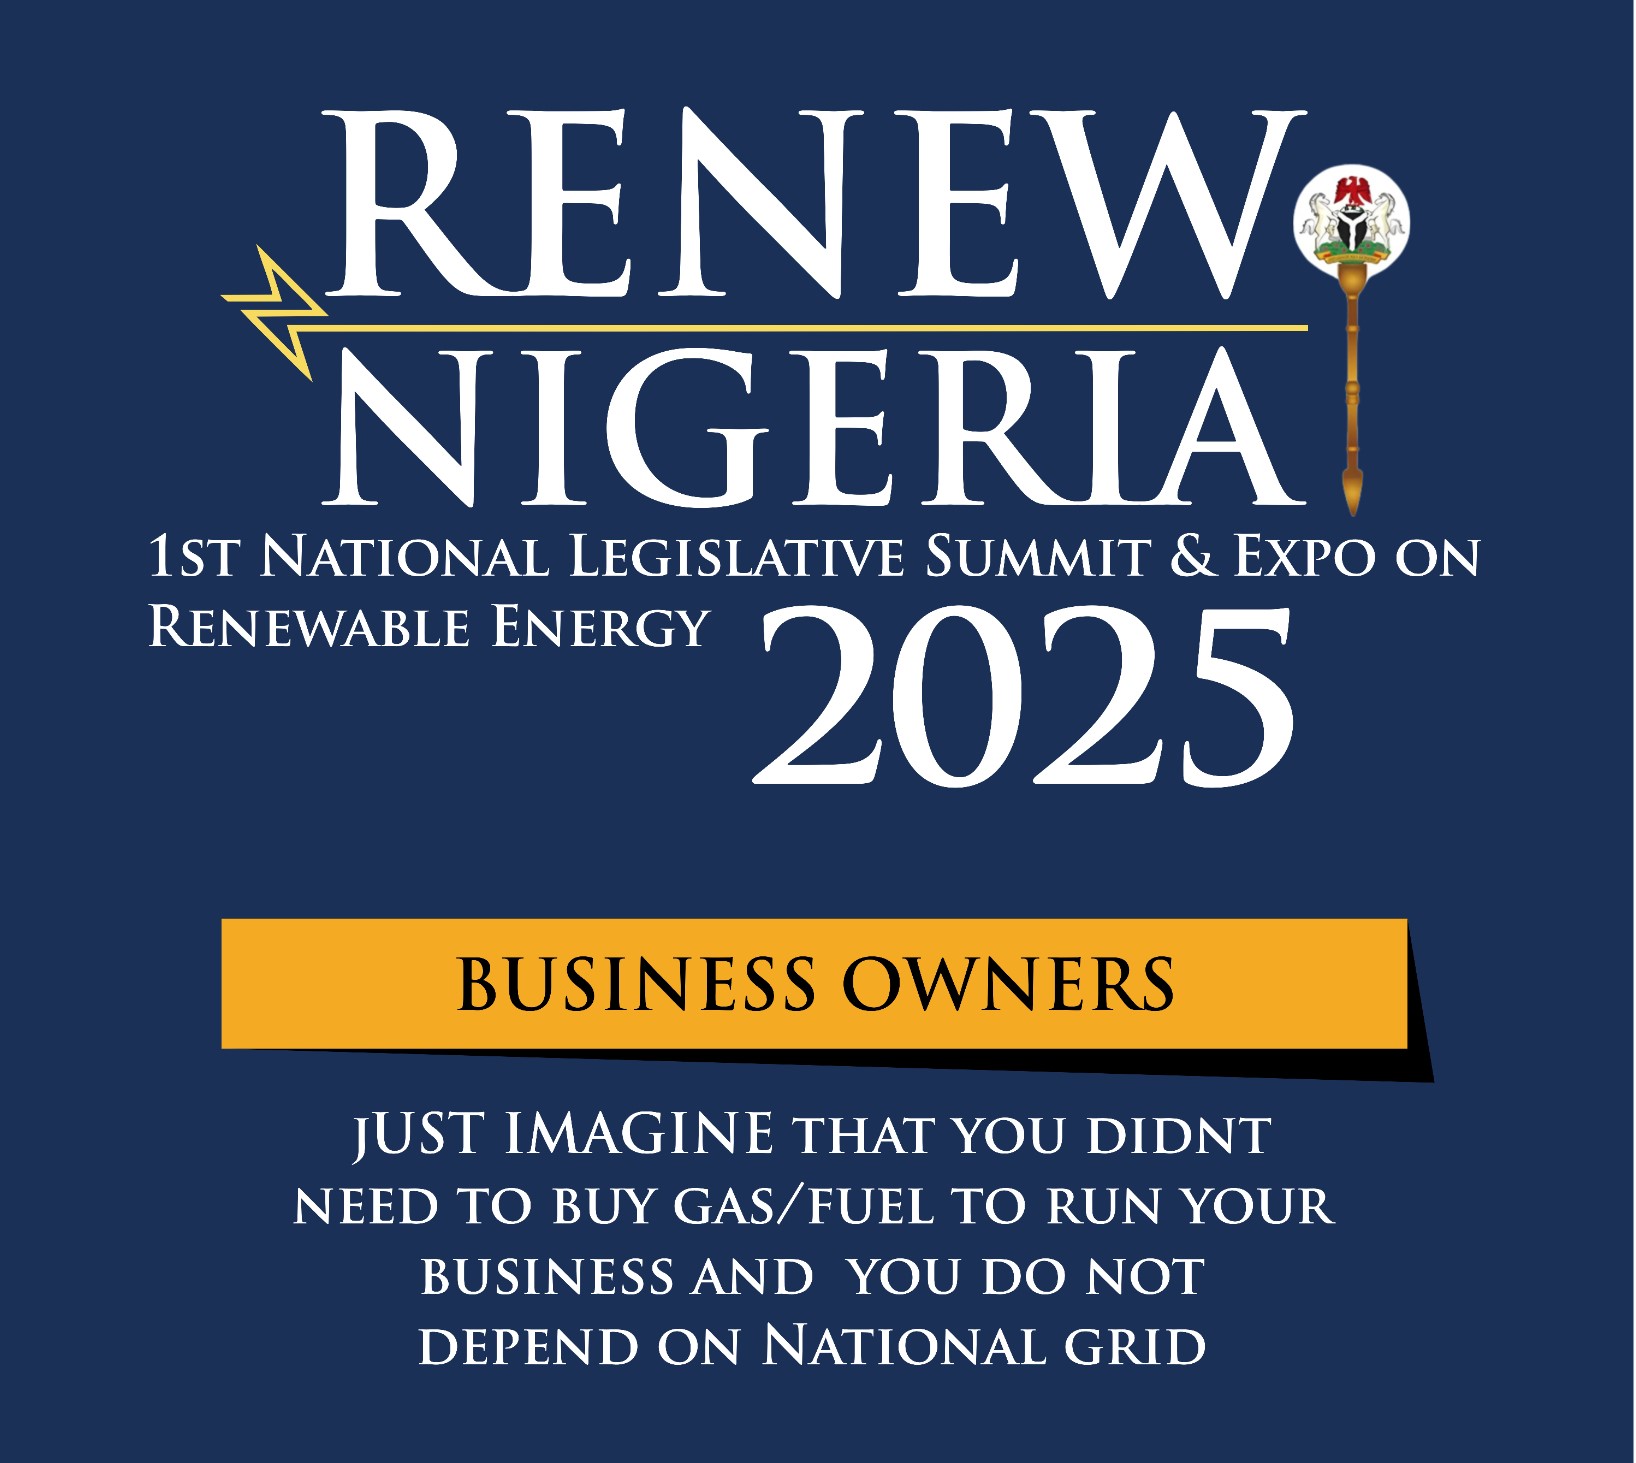 RENEW
NIGERIA
1st National Legislative Summit & Expo on
Renewable Energy 2025
BUSINESS OWNERS
jUST IMAGINE that you didnt
need to buy gas/fuel to run your
business and you do not
depend on National grid